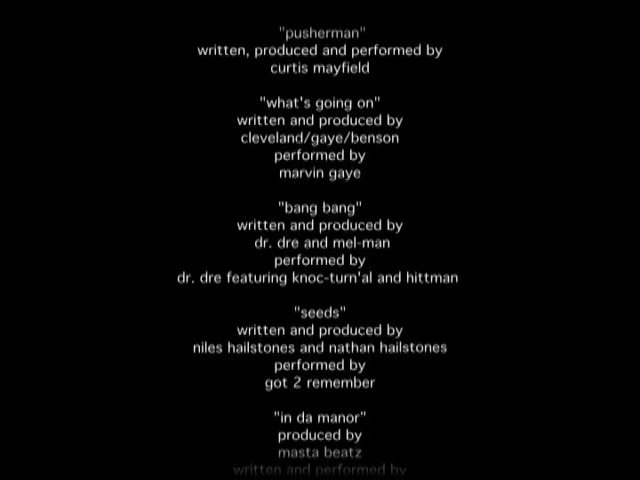 "pusherman"
written, produced and performed by
curtis mayfield
"what's going on"
written and produced by
cleveland/gaye/benson
performed by
marvin gaye
"bang bang"
written and produced by
dr. dre and mel-man
performed by
dr. dre featuring knoc-turn'al and hittman
"seeds"
written and produced by
niles hailstones and nathan hailstones
performed by
got 2 remember
"in da manor"
produced by
masta beatz
written and performed by